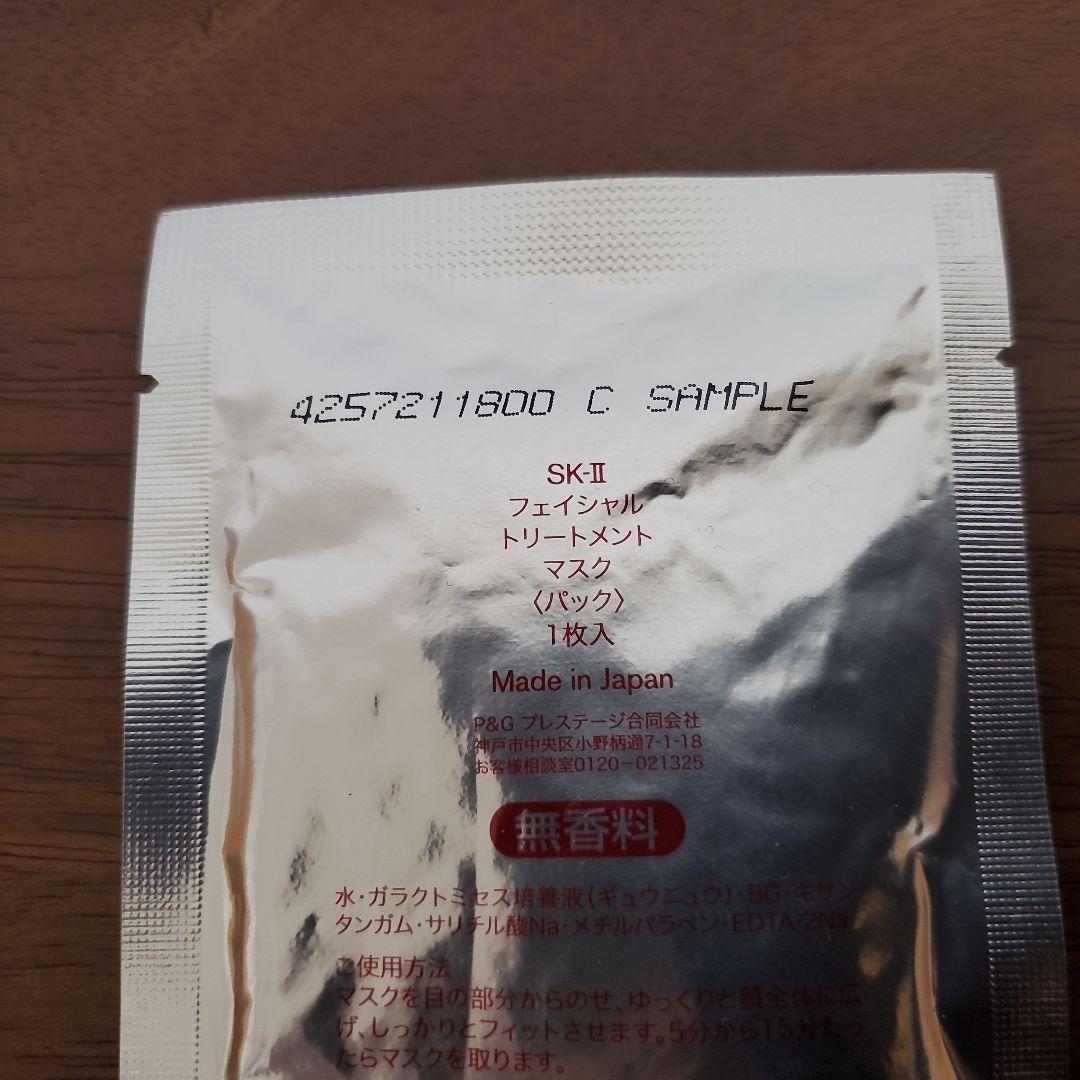 4257211800 C SAMPLE
SK-Ⅱ
フェイシャル
トリートメント
マスク
〈パック〉
1枚入
Made in Japan
P&G プレステージ合同会社
神戸市中央区小野柄通7-1-18
お客様相談室0120-021325
無香料
水・ガラクトミセス培養液(ギュウニュウ)・BG・キサン
タンガム・サリチル酸Na・メチルパラベン・EDTA-2Na
ご使用方法
マスクを目の部分からのせ、ゆっくりと顔全体に広
げ、しっかりとフィットさせます。5分から15分たっ
たらマスクを取ります。